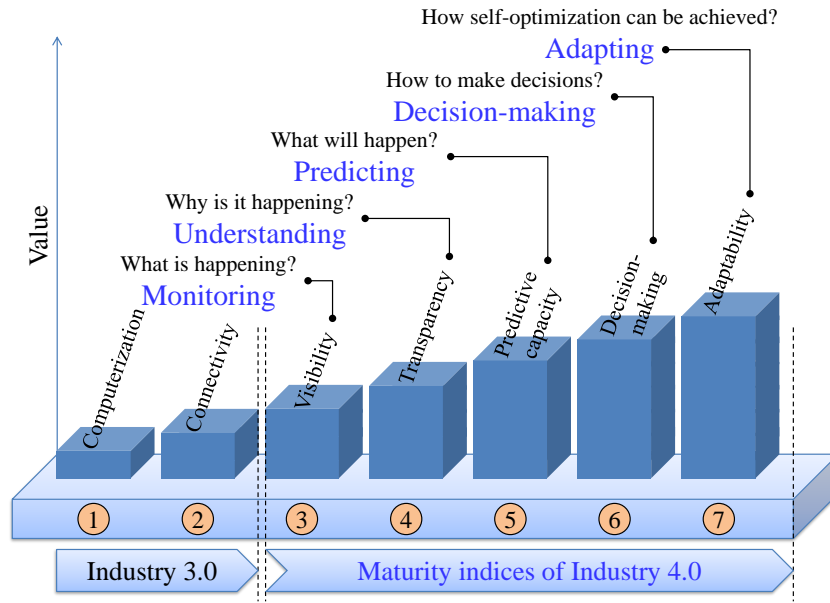 How self-optimization can be achieved?
Adapting
How to make decisions?
Decision-making
What will happen?
Predicting
Why is it happening?
Understanding
What is happening?
Monitoring
Value
Computerization
Connectivity
Visibility
Transparency
Predictive
capacity
Decision-
making
Adaptability
1 2 3 4 5 6 7
Industry 3.0
Maturity indices of Industry 4.0